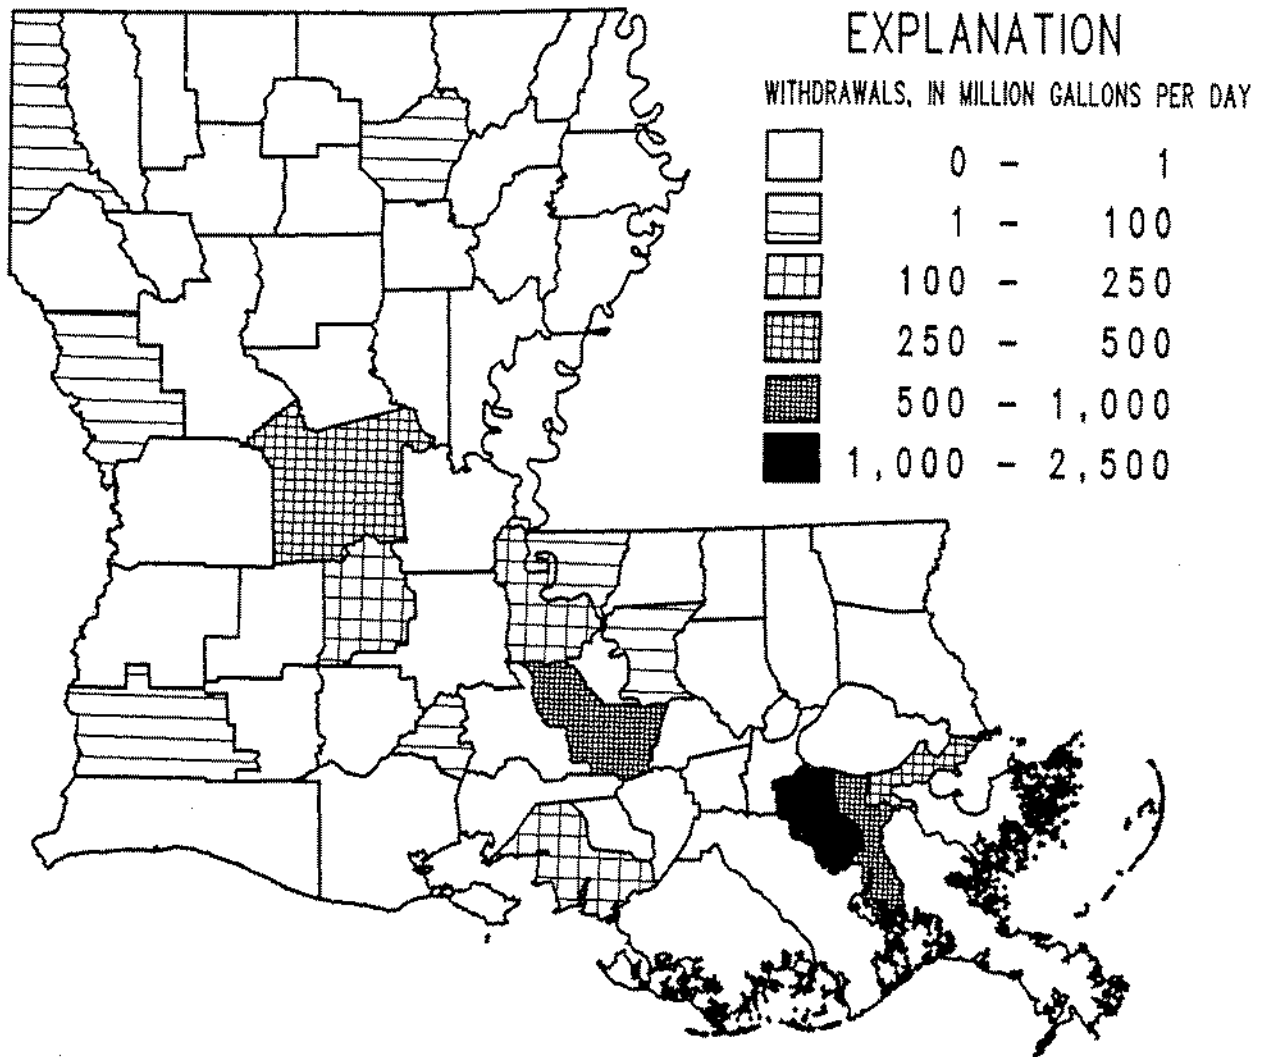 EXPLANATION
WITHDRAWALS, IN MILLION GALLONS PER DAY
0 - 1
1 - 100
100 - 250
250 - 500
500 - 1,000
1,000 - 2,500